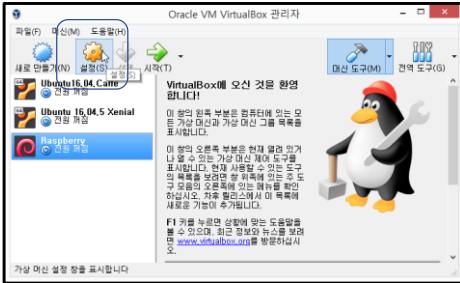 Oracle VM VirtualBox 관리자
파일(F) 머신(M) 도움말(H)
새로 만들기(N) 설정(S) 시작(T) 머신 도구(M) 전역 도구(G)
설정(S)
Ubuntu16,04,Caffe
전원 꺼짐
Ubuntu 16,04,5 Xenial
전원 꺼짐
Raspberry
전원 꺼짐
VirtualBox에 오신 것을 환영
합니다!
이 창의 왼쪽 부분은 컴퓨터에 있는 모
든 가상 머신과 가상 머신 그룹 목록을
표시합니다.
이 창의 오른쪽 부분은 현재 열려 있거
나 열 수 있는 가상 머신 제어 도구를
표시합니다. 현재 사용할 수 있는 도구
의 목록을 보려면 창 위쪽에 있는 주 도
구 모음의 오른쪽에 있는 메뉴를 확인
하십시오. 차후 릴리스에서 이 목록에
새로운 기능이 추가됩니다.
F1 키를 누르면 상황에 맞는 도움말을
볼 수 있으며, 최근 정보와 뉴스를 보려
면 www.virtualbox.org를 방문하십시
오.
가상 머신 설정 창을 표시합니다